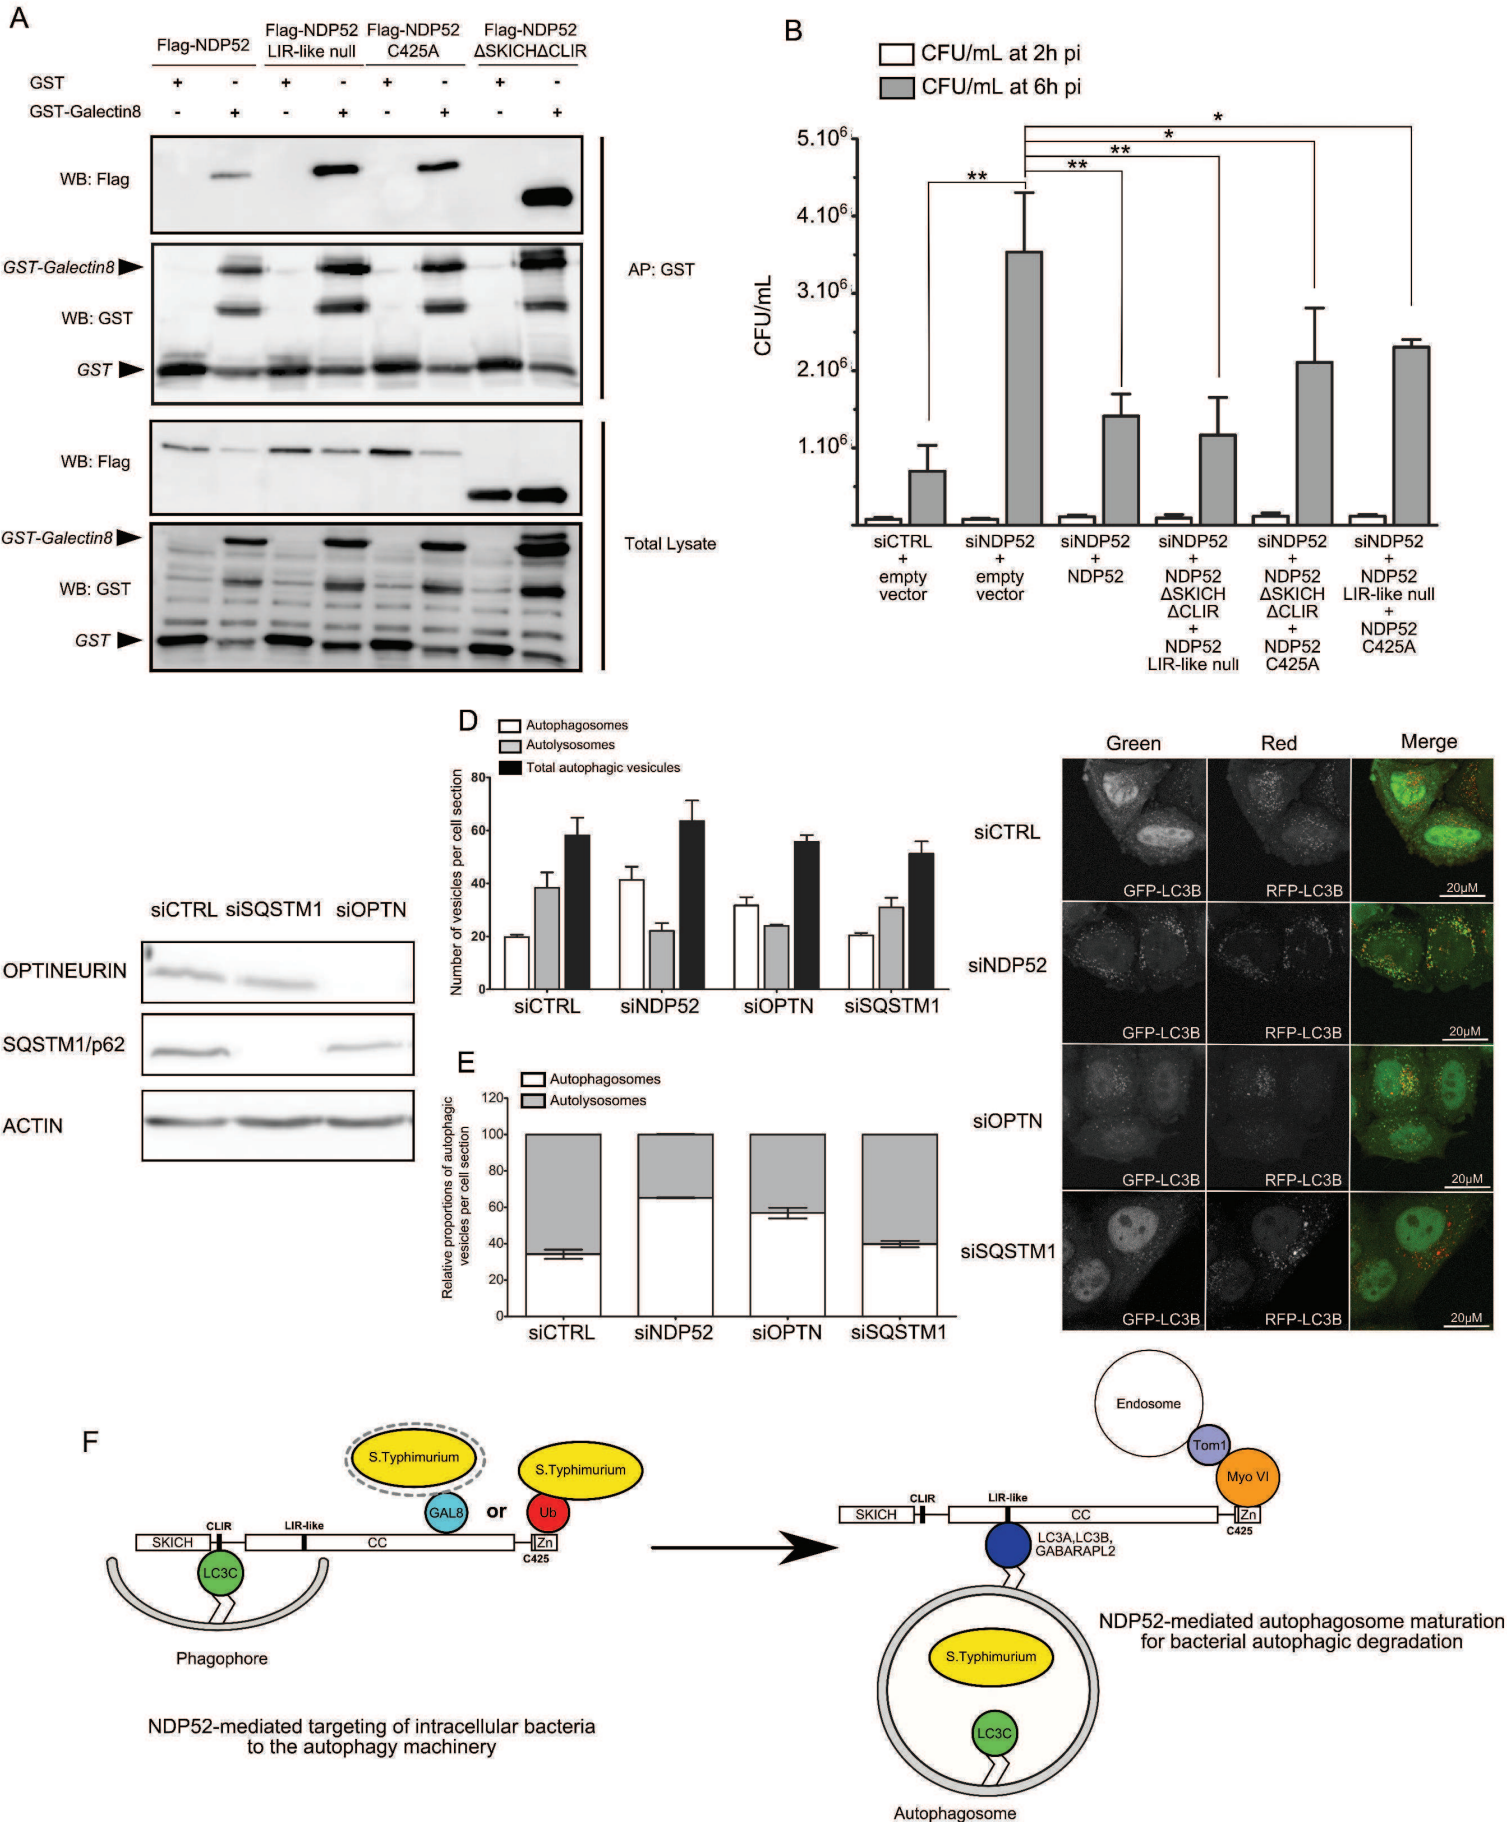 A
Flag-NDP52
Flag-NDP52
LIR-like null
Flag-NDP52
C425A
Flag-NDP52
ΔSKICHΔCLIR
GST
+ - + - + - + -
GST-Galectin8
- + - + - + - +
WB: Flag
GST-Galectin8
WB: GST
GST
AP: GST
WB: Flag
GST-Galectin8
WB: GST
GST
Total Lysate
B
CFU/mL at 2h pi
CFU/mL at 6h pi
CFU/mL
5.10⁶
4.10⁶
3.10⁶
2.10⁶
1.10⁶
*
*
**
**
**
siCTRL
+
empty
vector
siNDP52
+
empty
vector
siNDP52
+
NDP52
siNDP52
+
NDP52
ΔSKICH
ΔCLIR
+
NDP52
LIR-like null
siNDP52
+
NDP52
ΔSKICH
ΔCLIR
+
NDP52
C425A
siNDP52
+
NDP52
LIR-like null
+
NDP52
C425A
siCTRL siSQSTM1 siOPTN
OPTINEURIN
SQSTM1/p62
ACTIN
D
Autophagosomes
Autolysosomes
Total autophagic vesicules
Number of vesicles per cell section
80
60
40
20
0
siCTRL siNDP52 siOPTN siSQSTM1
E
Autophagosomes
Autolysosomes
Relative proportions of autophagic
vesicles per cell section
120
100
80
60
40
20
0
siCTRL siNDP52 siOPTN siSQSTM1
Green Red Merge
siCTRL
GFP-LC3B RFP-LC3B 20µM
siNDP52
GFP-LC3B RFP-LC3B 20µM
siOPTN
GFP-LC3B RFP-LC3B 20µM
siSQSTM1
GFP-LC3B RFP-LC3B 20µM
F
S.Typhimurium
S.Typhimurium
GAL8 or Ub
CLIR
LIR-like
SKICH
CC
Zn
C425
LC3C
Phagophore
NDP52-mediated targeting of intracellular bacteria
to the autophagy machinery
Endosome
Tom1
Myo VI
CLIR
LIR-like
SKICH
CC
Zn
C425
LC3A,LC3B,
GABARAPL2
S.Typhimurium
LC3C
Autophagosome
NDP52-mediated autophagosome maturation
for bacterial autophagic degradation